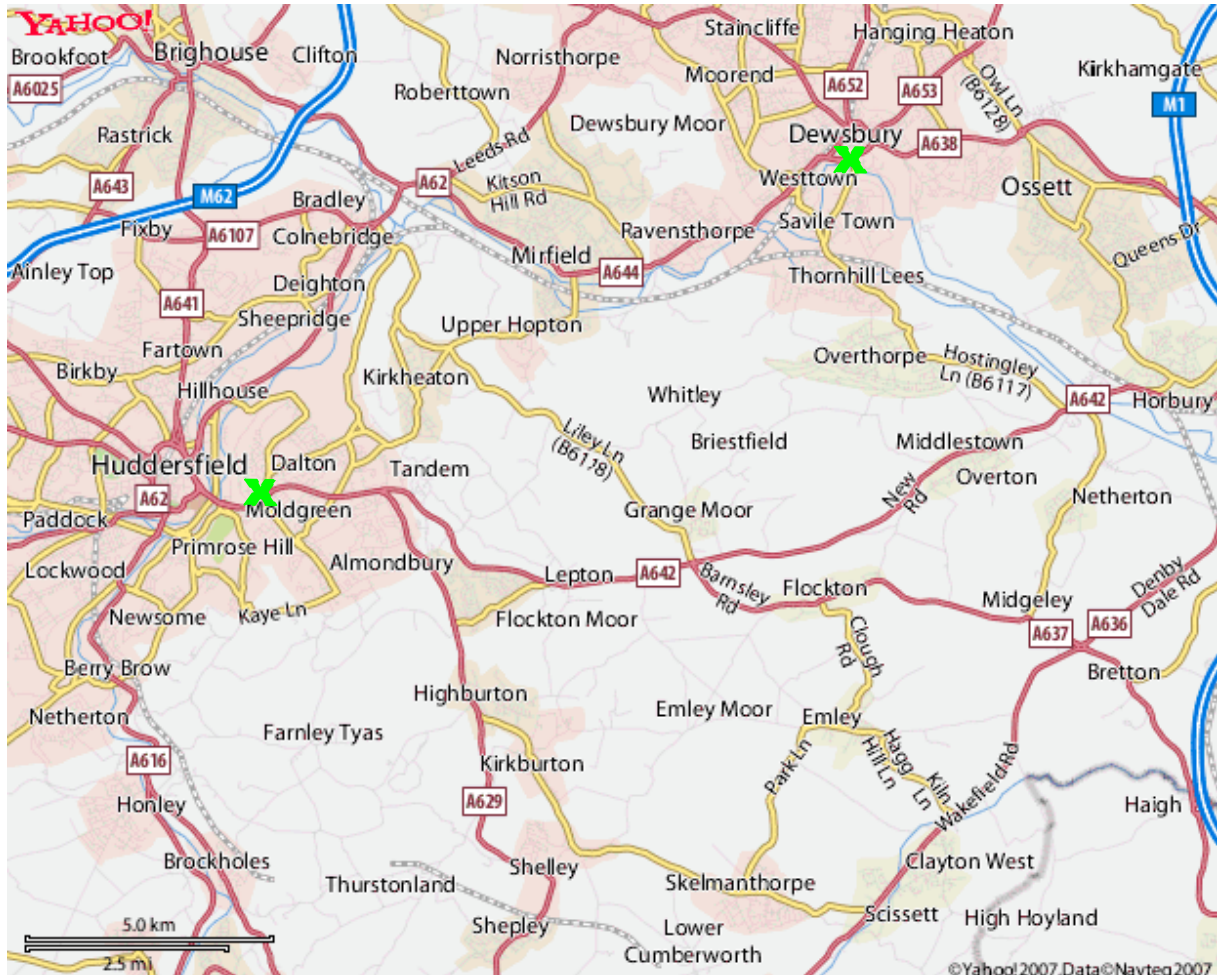 YAHOO!
Staincliffe
Hanging Heaton
Brookfoot
Brighouse
Clifton
Norristhorpe
Moorend
Kirkhamgate
A6025
Roberttown
A652
A653
Owl Ln
(B6128)
M1
Rastrick
Dewsbury Moor
Dewsbury
A638
Leeds Rd
A643
A62
Kitson
Hill Rd
Westtown
Ossett
M62
Bradley
Fixby
A6107
Colnebridge
Ravensthorpe
Savile Town
Queens Dr
Ainley Top
Mirfield
A644
Thornhill Lees
Deighton
A641
Sheepridge
Upper Hopton
Fartown
Overthorpe
Hostingley
Ln (B6117)
Birkby
Kirkheaton
Hillhouse
Whitley
A642
Horbury
Liley Ln
(B6178)
Briestfield
Middlestown
Huddersfield
Dalton
Tandem
Overton
A62
New
Rd
Netherton
Paddock
Moldgreen
Grange Moor
Primrose Hill
Almondbury
Lockwood
Lepton
A642
Barnsley
Rd
Flockton
Denby
Dale Rd
Newsome
Kaye Ln
Flockton Moor
Midgeley
A637
A636
Clough
Rd
Berry Brow
Bretton
Highburton
Netherton
Farnley Tyas
Emley Moor
Emley
A616
Kirkburton
Park Ln
Hagg
Hill Ln
Kiln
Ln
Wakefield Rd
A629
Honley
Haigh
Brockholes
Shelley
Clayton West
Thurstonland
Skelmanthorpe
Scissett
High Hoyland
5.0 km
Shepley
Lower
Cumberworth
2.5 mi
©Yahoo! 2007, Data©Navteq 2007